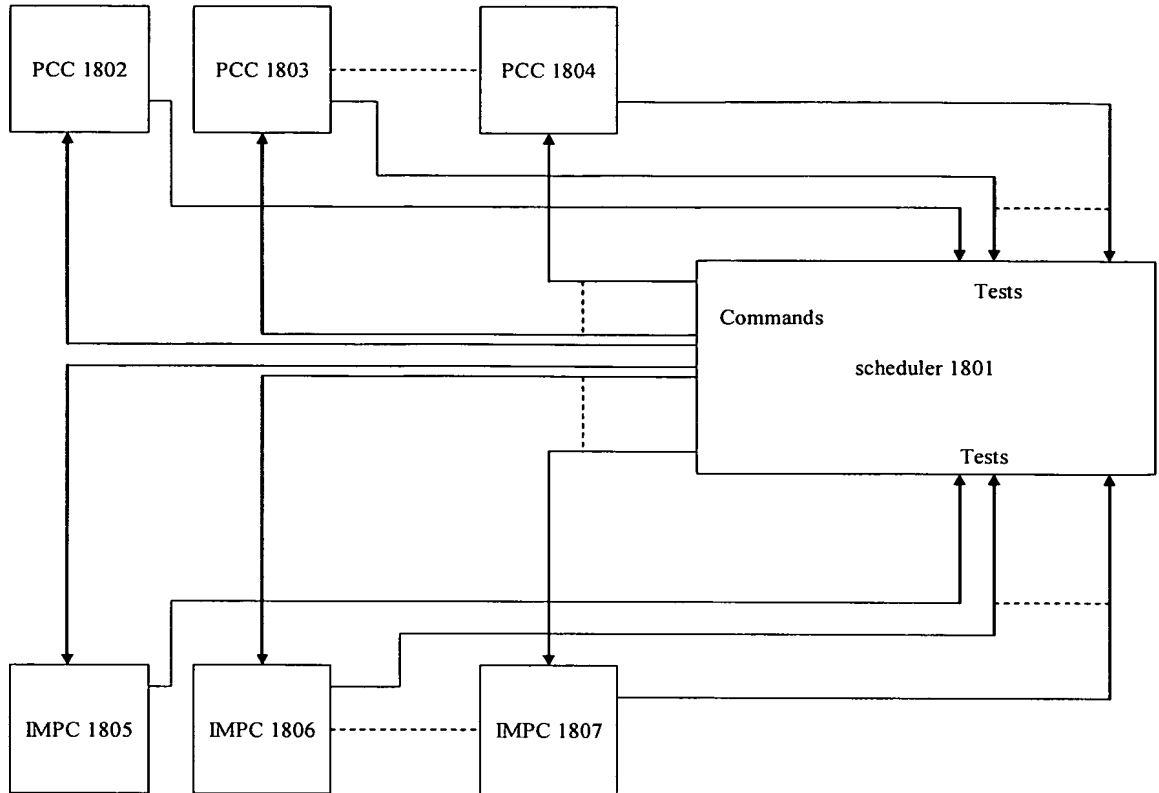 PCC 1802
PCC 1803
PCC 1804
Tests
Commands
scheduler 1801
Tests
IMPC 1805
IMPC 1806
IMPC 1807